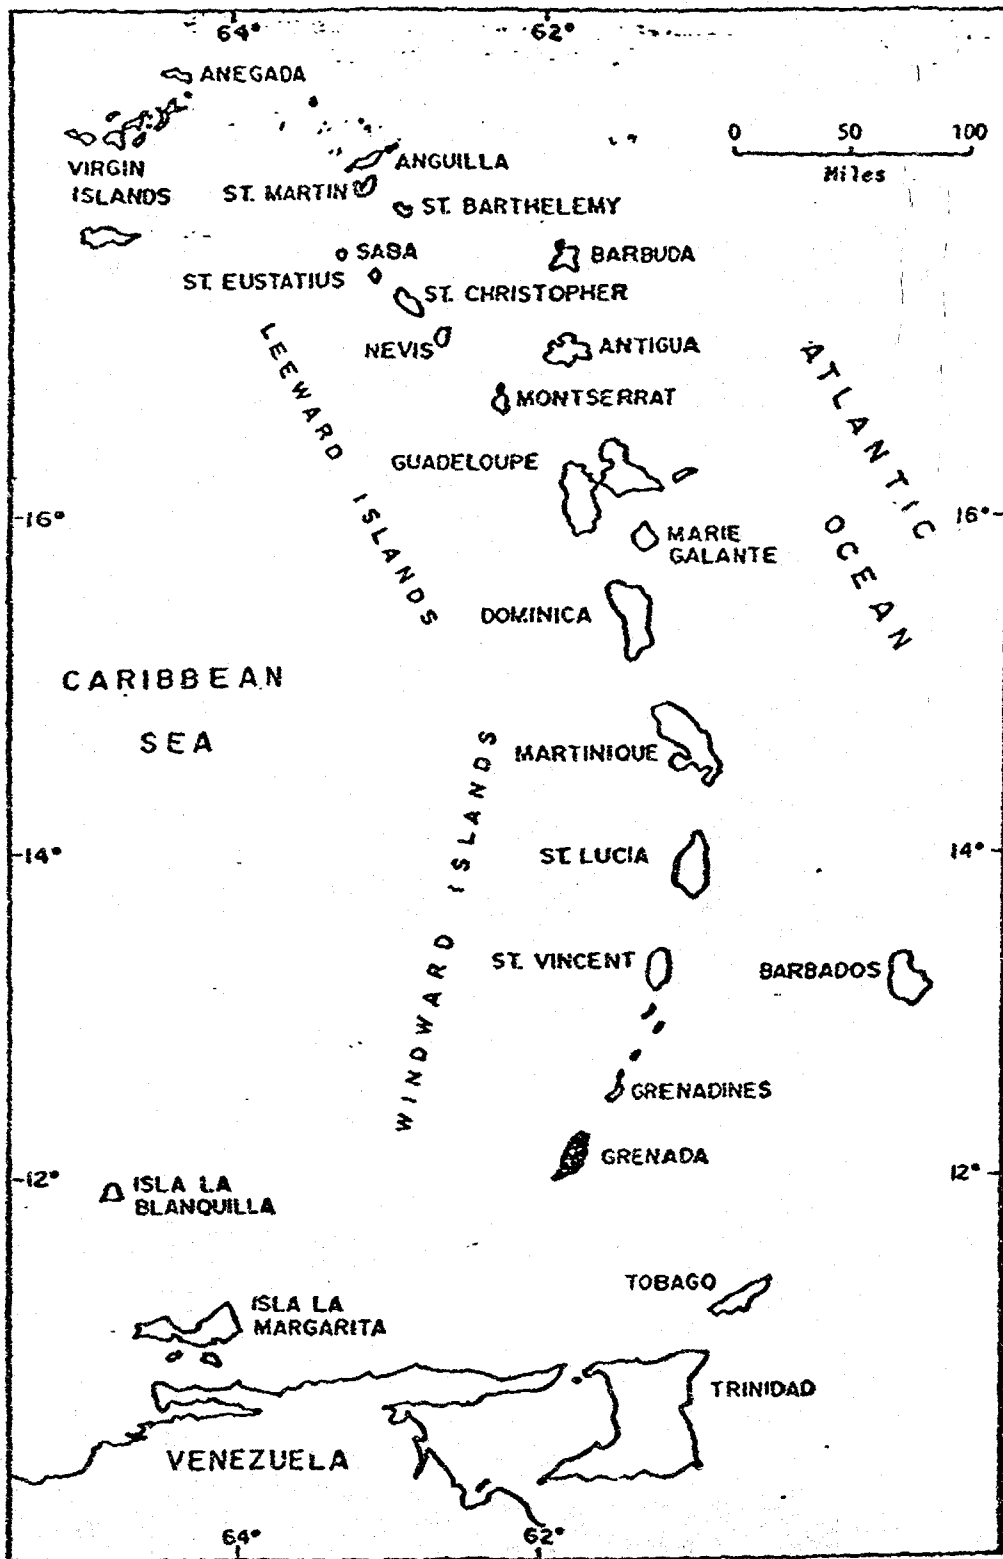 64°
62°
ANEGADA
0 50 100
Miles
VIRGIN
ISLANDS
ANGUILLA
ST. MARTIN
ST. BARTHELEMY
SABA
BARBUDA
ST. EUSTATIUS
ST. CHRISTOPHER
NEVIS
ANTIGUA
LEEWARD ISLANDS
MONTSERRAT
ATLANTIC
OCEAN
GUADELOUPE
16°
16°
MARIE
GALANTE
DOMINICA
CARIBBEAN
SEA
MARTINIQUE
WINDWARD ISLANDS
14°
ST. LUCIA
14°
ST. VINCENT
BARBADOS
GRENADINES
GRENADA
12°
12°
ISLA LA
BLANQUILLA
TOBAGO
ISLA LA
MARGARITA
TRINIDAD
VENEZUELA
64°
62°